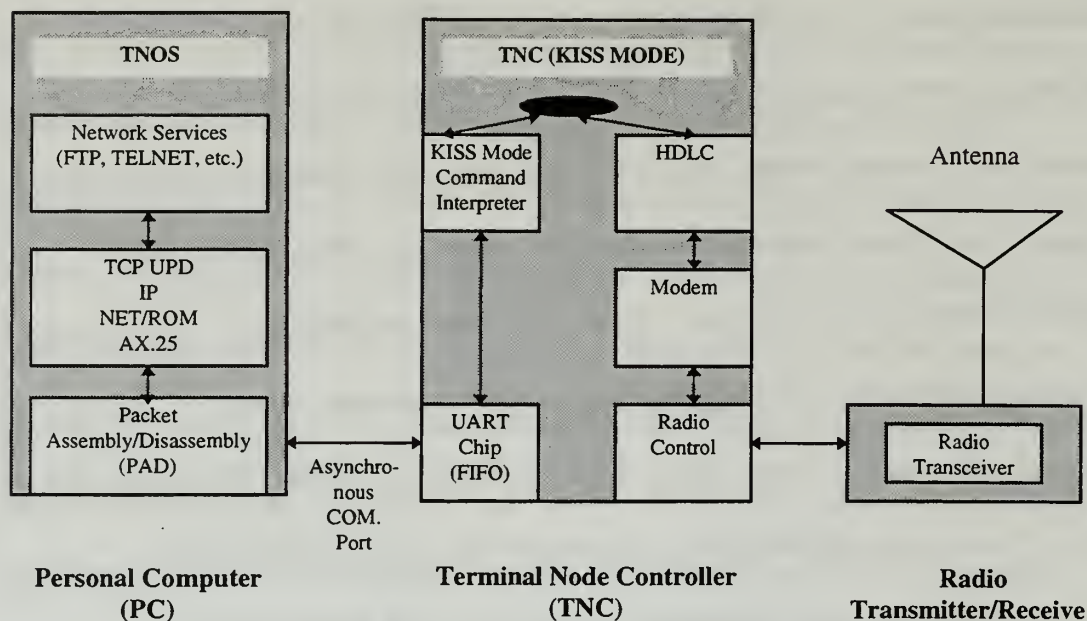 TNOS
Network Services
(FTP, TELNET, etc.)
TCP UPD
IP
NET/ROM
AX.25
Packet
Assembly/Disassembly
(PAD)
Asynchro-
nous
COM.
Port
TNC (KISS MODE)
KISS Mode
Command
Interpreter
HDLC
Modem
UART
Chip
(FIFO)
Radio
Control
Antenna
Radio
Transceiver
Personal Computer
(PC)
Terminal Node Controller
(TNC)
Radio
Transmitter/Receive